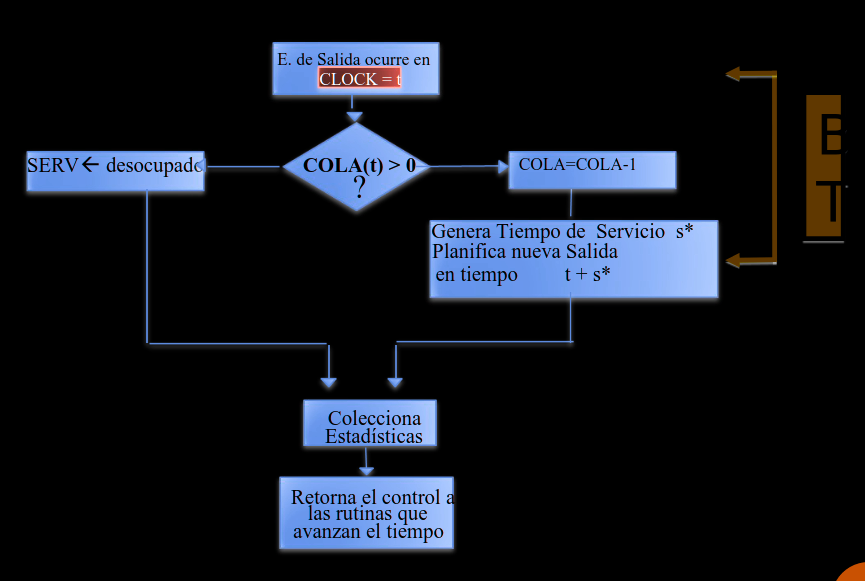 E. de Salida ocurre en
CLOCK = t
SERV← desocupado
COLA(t) > 0
?
COLA=COLA-1
Genera Tiempo de Servicio s*
Planifica nueva Salida
en tiempo t + s*
Colecciona
Estadísticas
Retorna el control a
las rutinas que
avanzan el tiempo
B
T